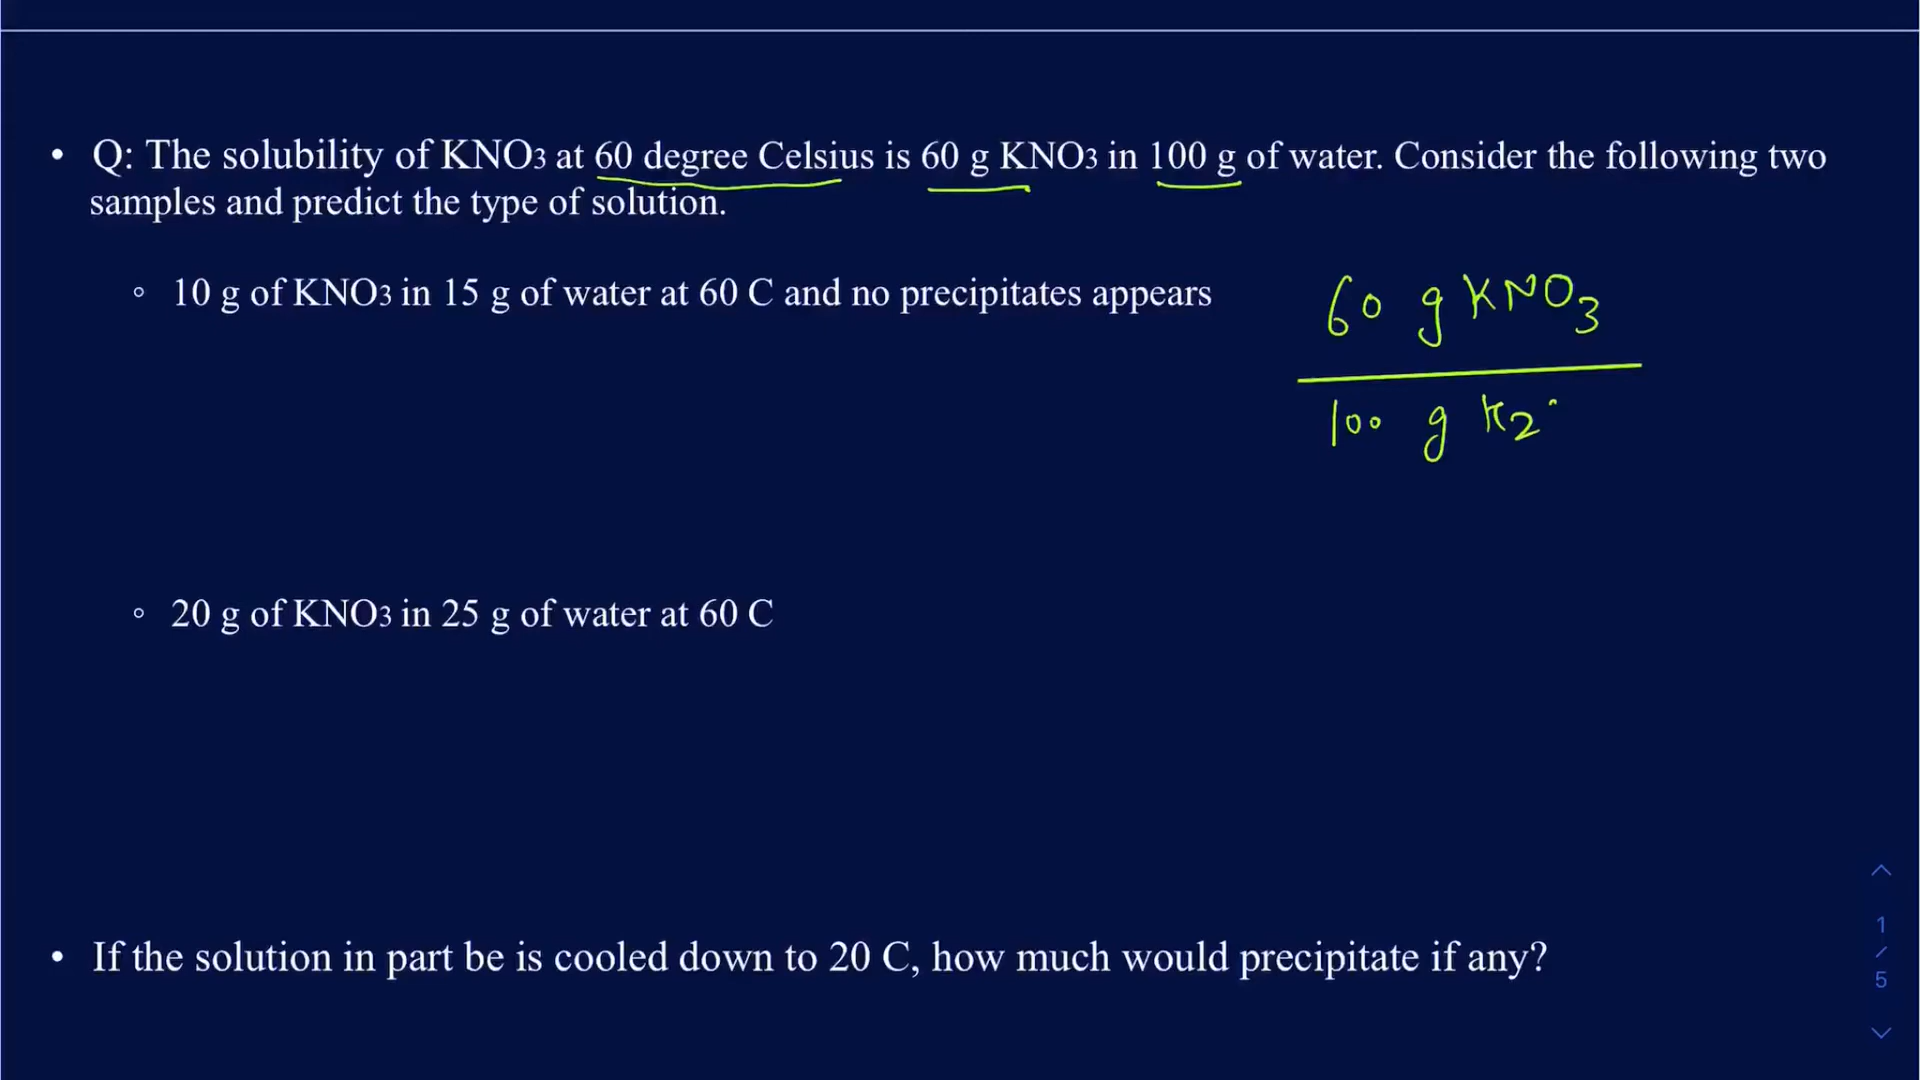 • Q: The solubility of KNO3 at 60 degree Celsius is 60 g KNO3 in 100 g of water. Consider the following two
samples and predict the type of solution.
◦ 10 g of KNO3 in 15 g of water at 60 C and no precipitates appears
60 g KNO3
100 g
◦ 20 g of KNO3 in 25 g of water at 60 C
• If the solution in part be is cooled down to 20 C, how much would precipitate if any?
1
/
5